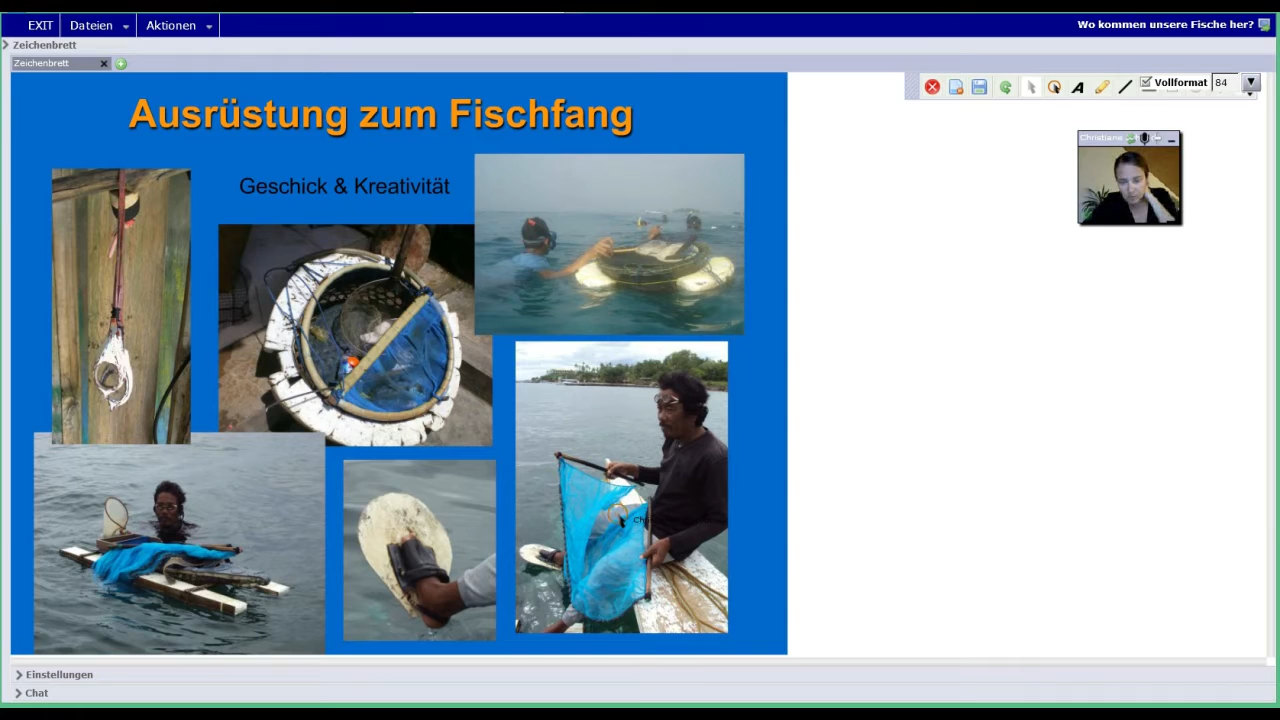 EXIT Dateien Aktionen Wo kommen unsere Fische her?
Zeichenbrett
Zeichenbrett
Vollformat 84
Christiane
Ausrüstung zum Fischfang
Geschick & Kreativität
Einstellungen
Chat